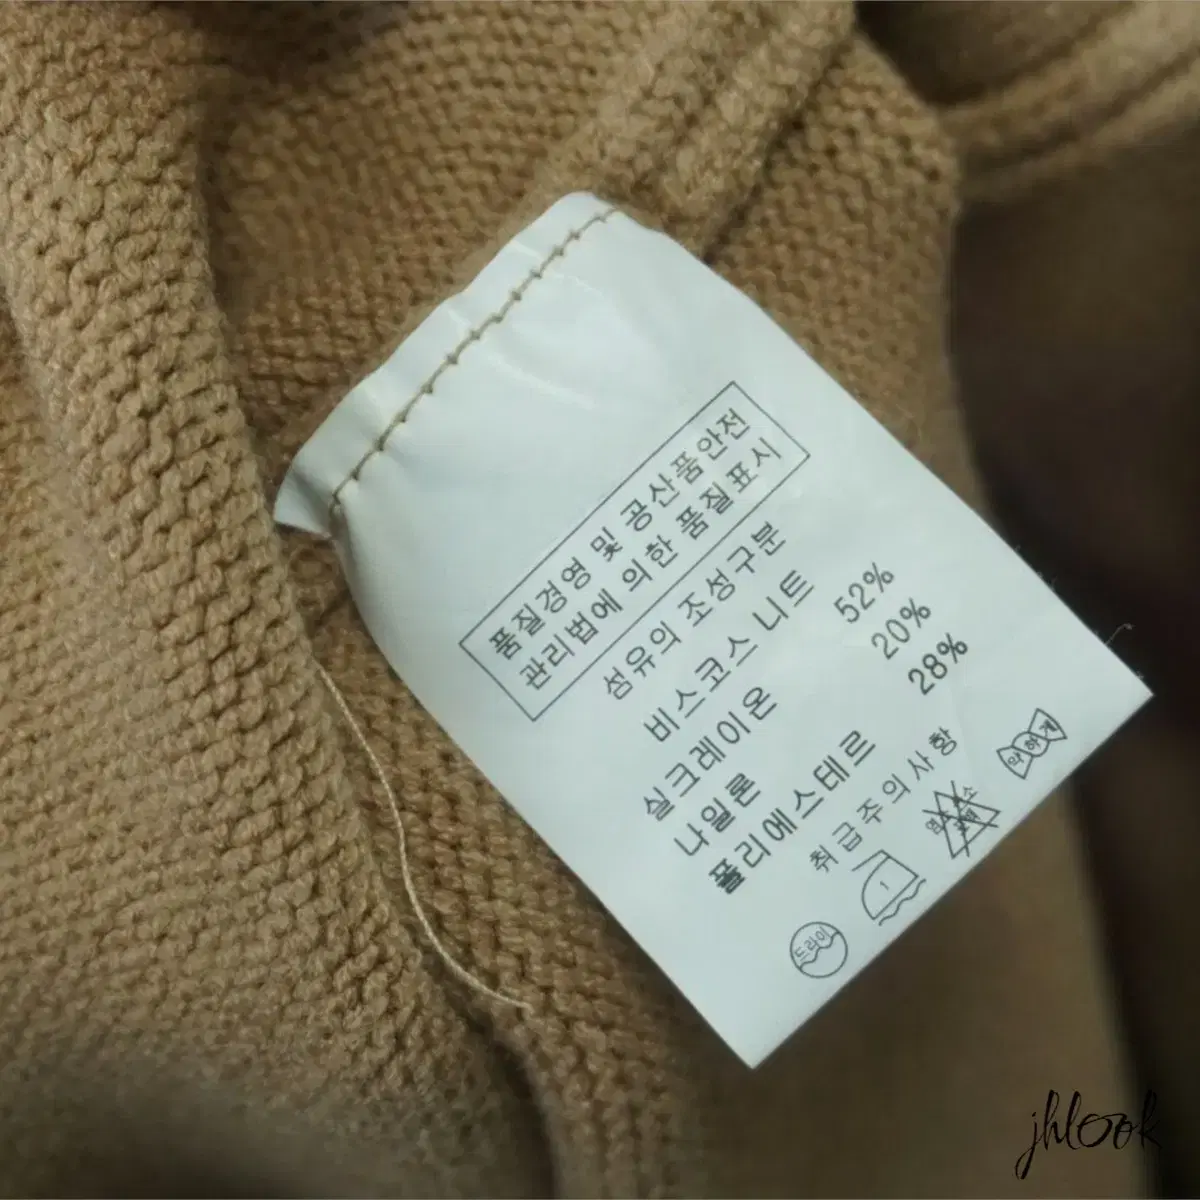 품질경영 및 공산품안전
관리법에 의한 품질표시
섬유의 조성구분
비스코스 니트
실크레이온 52%
나일론 20%
폴리에스테르 28%
취급주의사항
드라이
1
약하게
jhlook